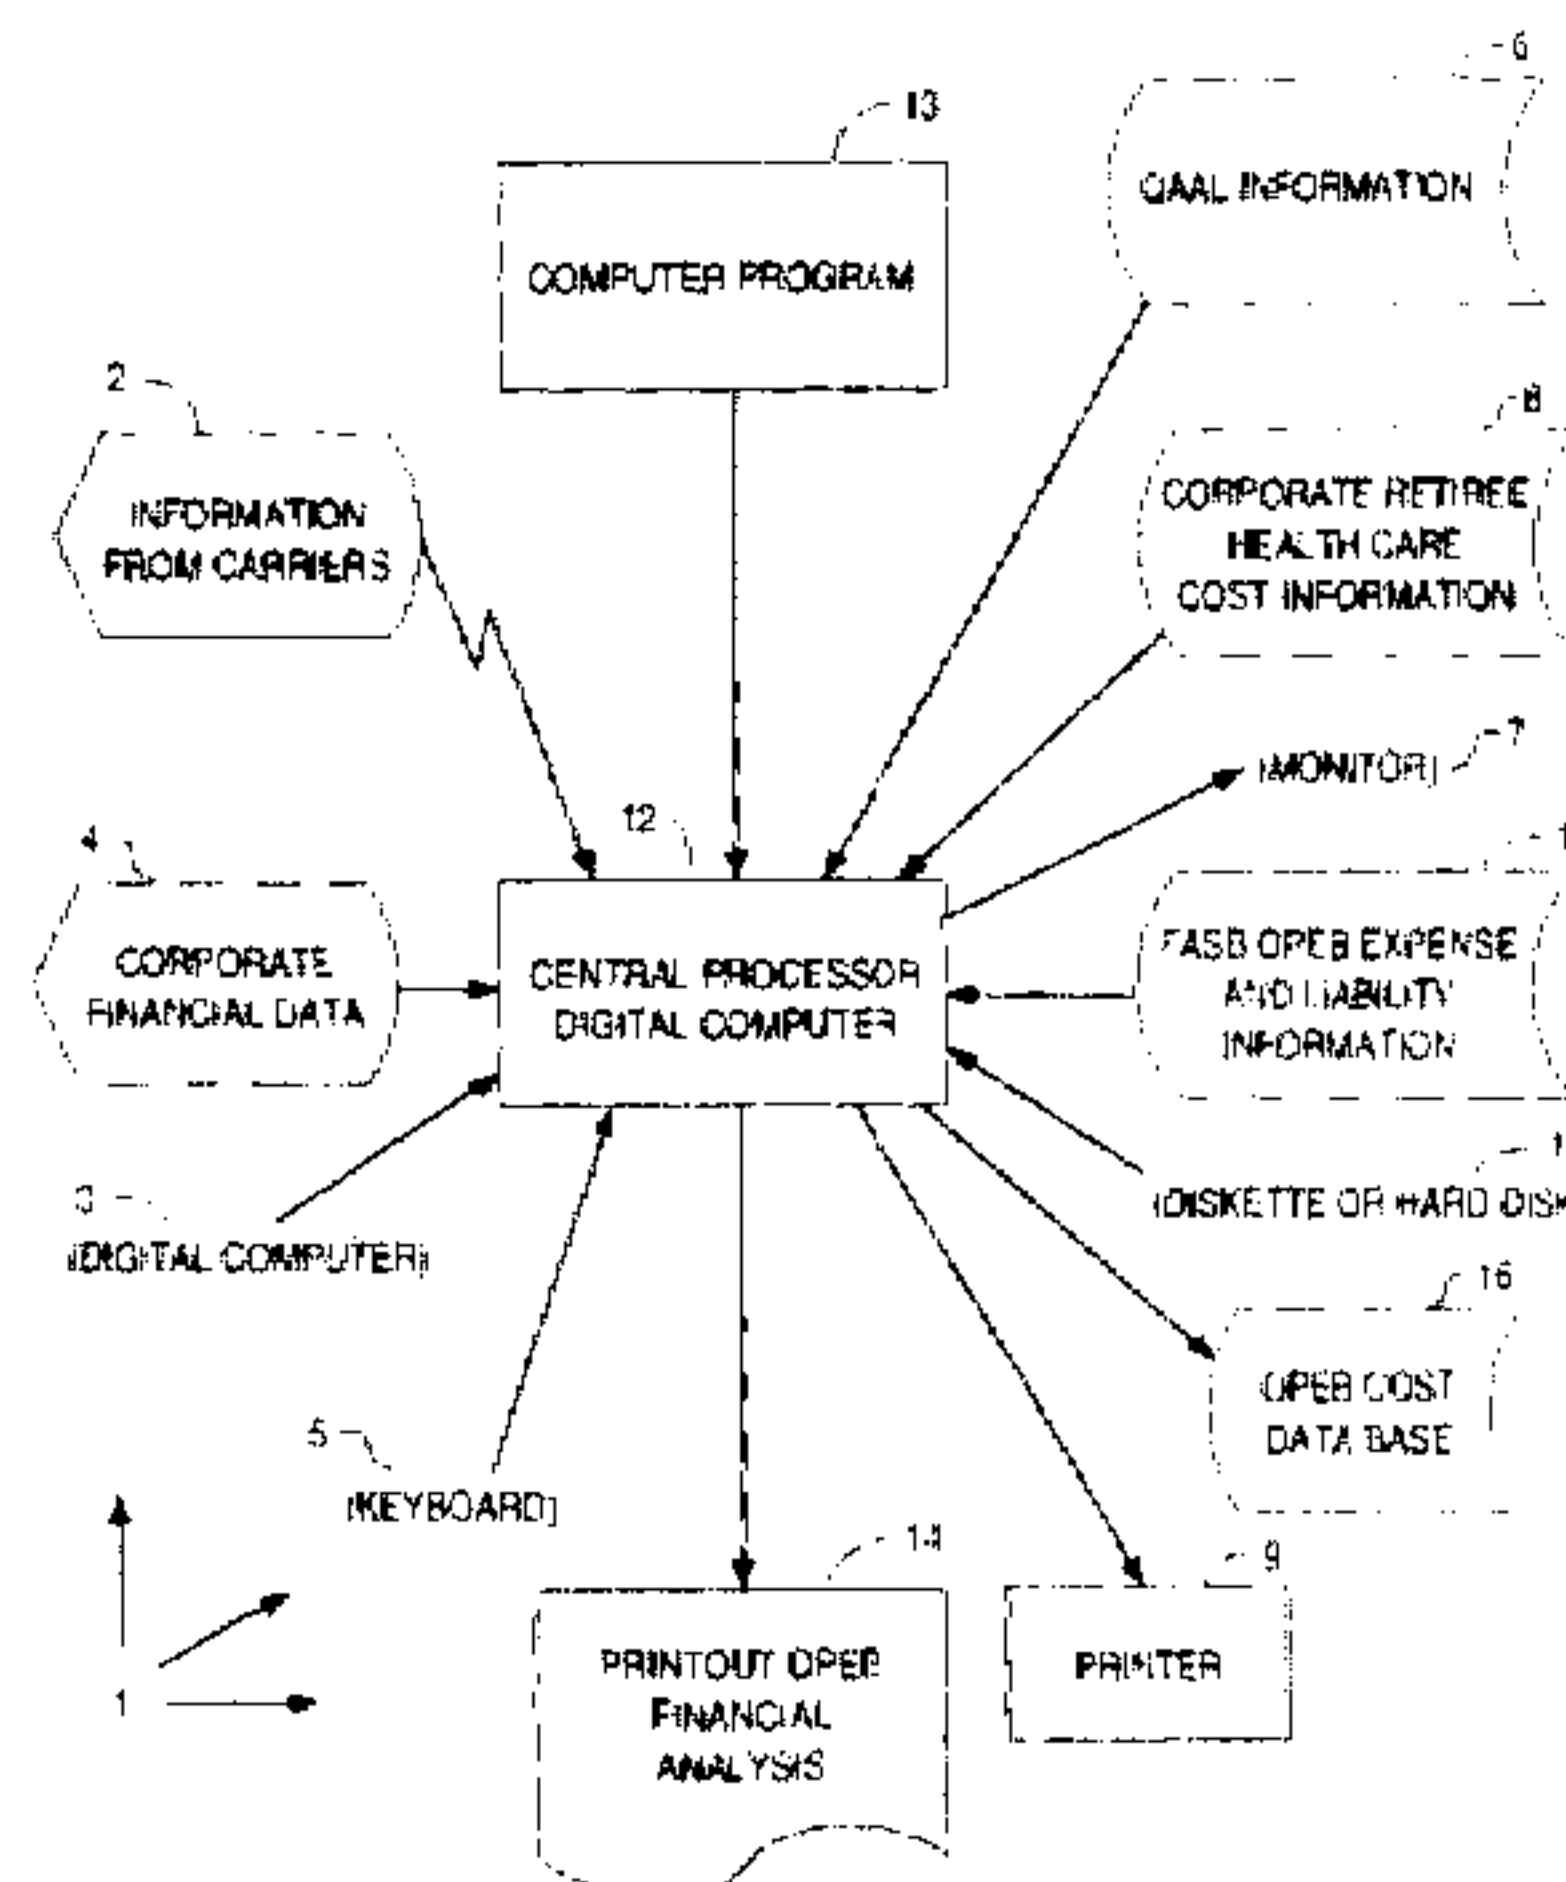 6
13
QAAL INFORMATION
COMPUTER PROGRAM
2
8
INFORMATION
FROM CARRIERS
CORPORATE RETIREE
HEALTH CARE
COST INFORMATION
7
(MONITOR)
12
4
CORPORATE
FINANCIAL DATA
CENTRAL PROCESSOR
DIGITAL COMPUTER
FASB OPEB EXPENSE
AND LIABILITY
INFORMATION
3
(DIGITAL COMPUTER)
(DISKETTE OR HARD DISK
16
OPEB COST
DATA BASE
5
(KEYBOARD)
14
9
PRINTOUT OPEB
FINANCIAL
ANALYSIS
PRINTER
1